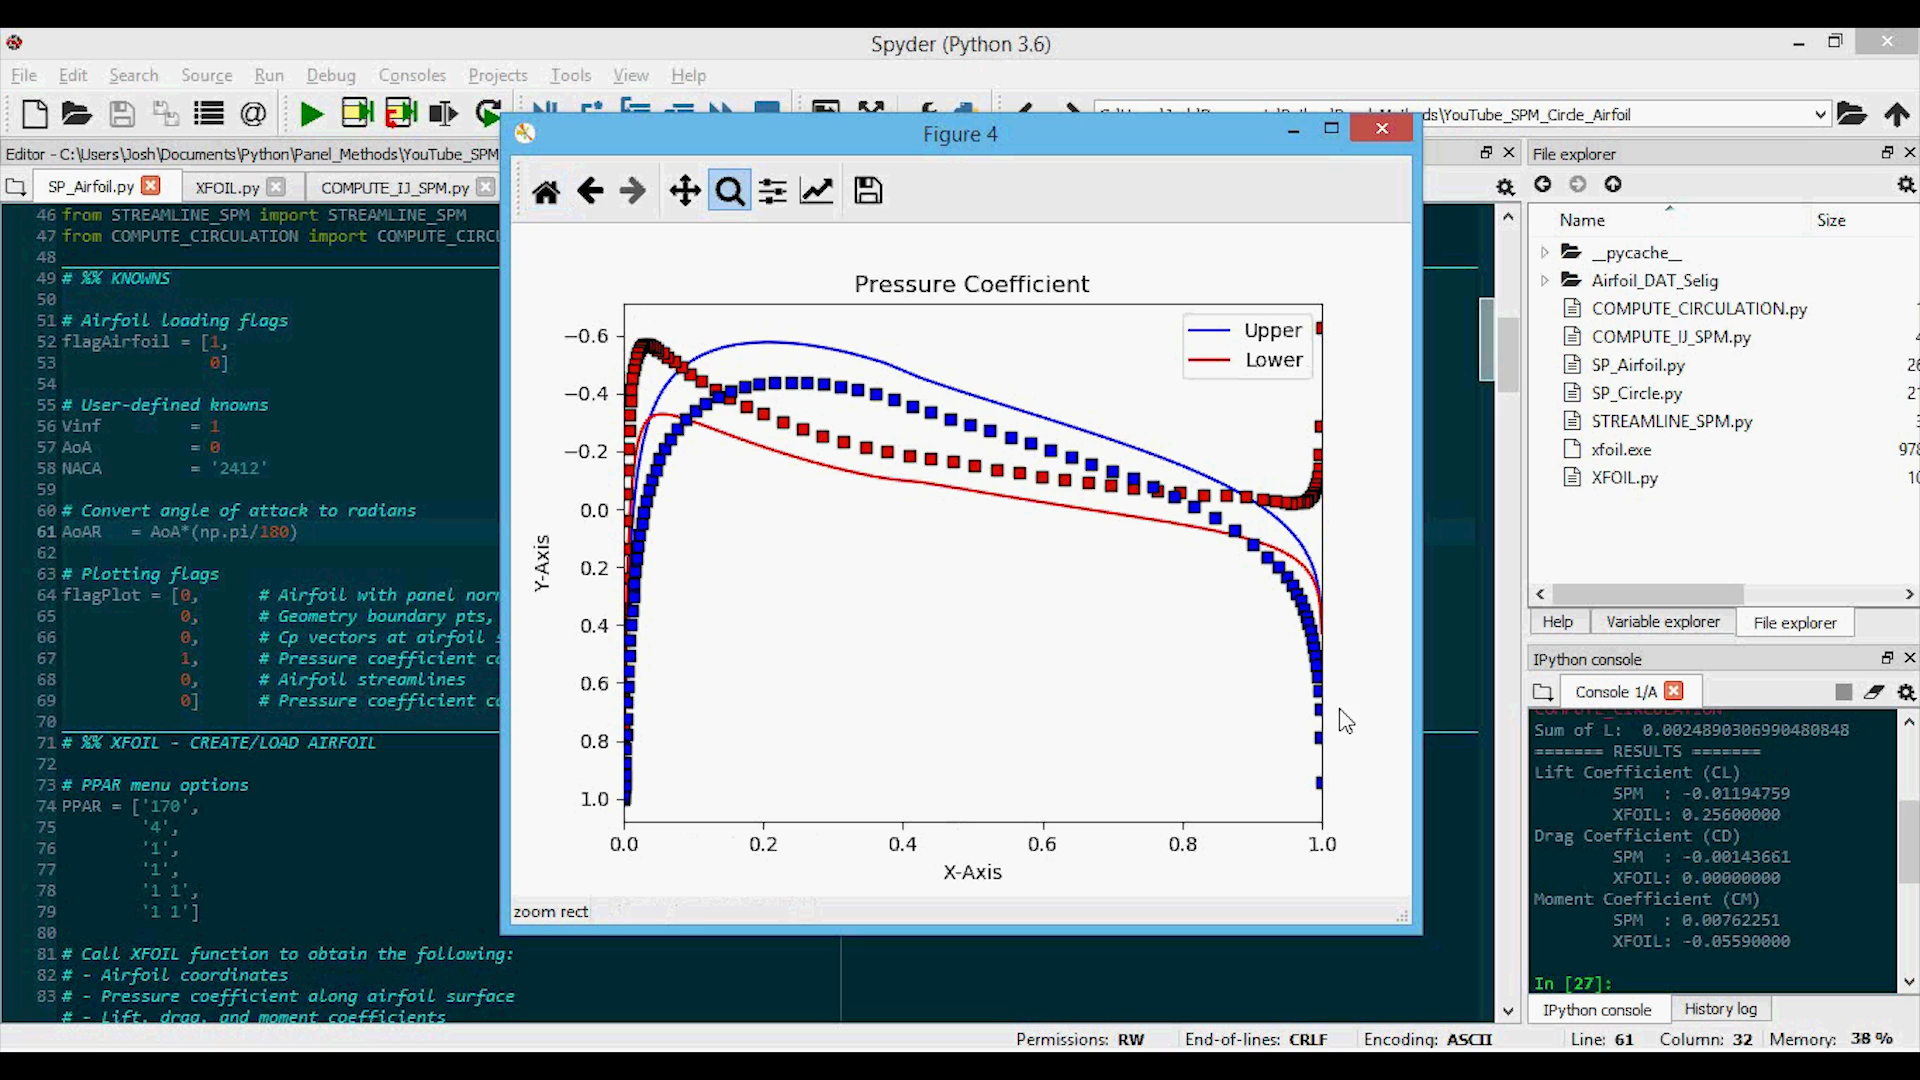 Spyder (Python 3.6)
File Edit Search Source Run Debug Consoles Projects Tools View Help
ds\YouTube_SPM_Circle_Airfoil
Editor - C:\Users\Josh\Documents\Python\Panel_Methods\YouTube_SPM
SP_Airfoil.py XFOIL.py COMPUTE_IJ_SPM.py
46 from STREAMLINE_SPM import STREAMLINE_SPM
47 from COMPUTE_CIRCULATION import COMPUTE_CIRC
48
49 # %% KNOWNS
50
51 # Airfoil loading flags
52 flagAirfoil = [1,
53 0]
54
55 # User-defined knowns
56 Vinf = 1
57 AoA = 0
58 NACA = '2412'
59
60 # Convert angle of attack to radians
61 AoAR = AoA*(np.pi/180)
62
63 # Plotting flags
64 flagPlot = [0, # Airfoil with panel nor
65 0, # Geometry boundary pts,
66 0, # Cp vectors at airfoil s
67 1, # Pressure coefficient co
68 0, # Airfoil streamlines
69 0] # Pressure coefficient co
70
71 # %% XFOIL - CREATE/LOAD AIRFOIL
72
73 # PPAR menu options
74 PPAR = ['170',
75 '4',
76 '1',
77 '1',
78 '1 1',
79 '1 1']
80
81 # Call XFOIL function to obtain the following:
82 # - Airfoil coordinates
83 # - Pressure coefficient along airfoil surface
# - Lift, drag, and moment coefficients
Figure 4
Pressure Coefficient
Upper
Lower
−0.6
−0.4
−0.2
0.0
0.2
0.4
0.6
0.8
1.0
Y-Axis
0.0 0.2 0.4 0.6 0.8 1.0
X-Axis
zoom rect
File explorer
Name Size
__pycache__
Airfoil_DAT_Selig
COMPUTE_CIRCULATION.py
COMPUTE_IJ_SPM.py
SP_Airfoil.py
SP_Circle.py
STREAMLINE_SPM.py
xfoil.exe 978
XFOIL.py
Help Variable explorer File explorer
IPython console
Console 1/A
COMPUTE_CIRCULATION
Sum of L: 0.0024890306990480848
======= RESULTS =======
Lift Coefficient (CL)
SPM : -0.01194759
XFOIL: 0.25600000
Drag Coefficient (CD)
SPM : -0.00143661
XFOIL: 0.00000000
Moment Coefficient (CM)
SPM : 0.00762251
XFOIL: -0.05590000
In [27]:
IPython console History log
Permissions: RW End-of-lines: CRLF Encoding: ASCII Line: 61 Column: 32 Memory: 38 %